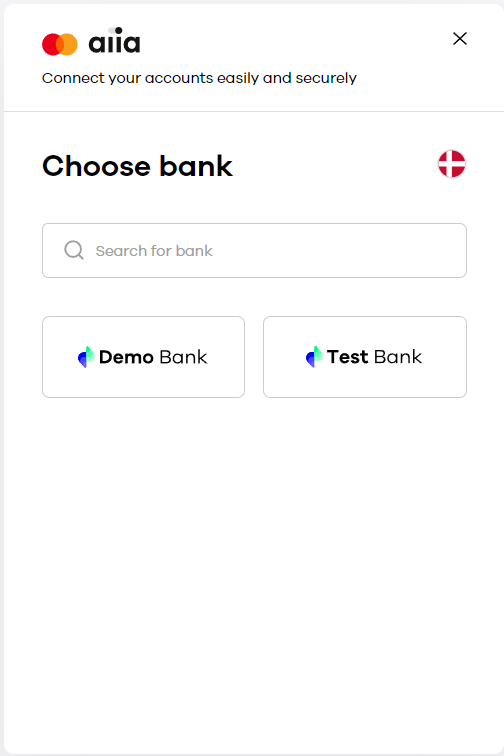 aiia
Connect your accounts easily and securely
Choose bank
Search for bank
Demo Bank
Test Bank